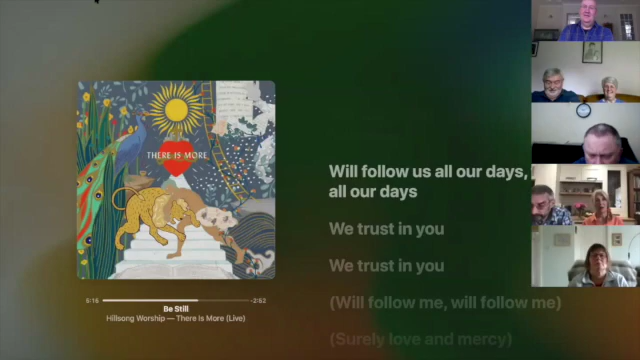 THERE IS MORE
Will follow us all our days,
all our days
We trust in you
We trust in you
(Will follow me, will follow me)
(Surely love and mercy)
-2:52
Be Still
Hillsong Worship — There Is More (Live)